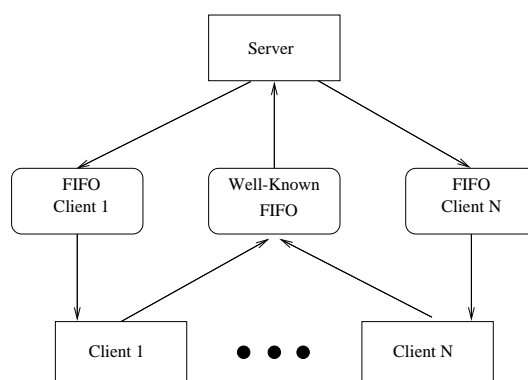 Server
FIFO
Client 1
Well-Known
FIFO
FIFO
Client N
Client 1
Client N